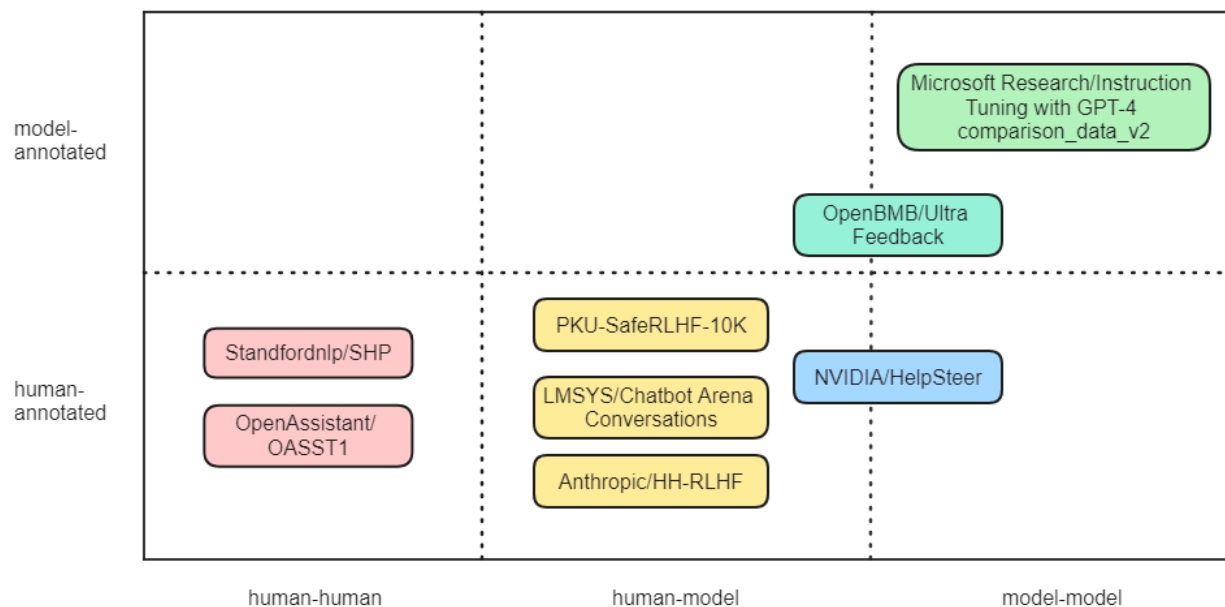 model-
annotated
Microsoft Research/Instruction
Tuning with GPT-4
comparison_data_v2
OpenBMB/Ultra
Feedback
human-
annotated
Standfordnlp/SHP
OpenAssistant/
OASST1
PKU-SafeRLHF-10K
LMSYS/Chatbot Arena
Conversations
Anthropic/HH-RLHF
NVIDIA/HelpSteer
human-human
human-model
model-model